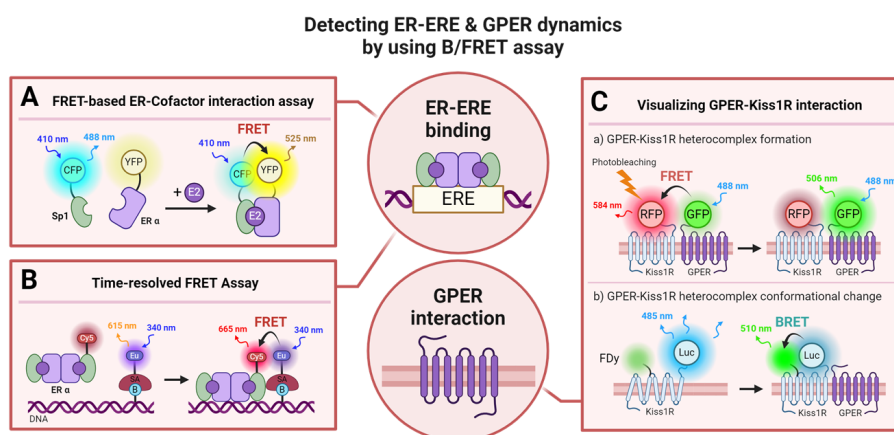 Detecting ER-ERE & GPER dynamics
by using B/FRET assay
A
FRET-based ER-Cofactor interaction assay
410 nm
488 nm
CFP
YFP
Sp1
ER α
+ E2
410 nm
FRET
525 nm
CFP
YFP
E2
B
Time-resolved FRET Assay
Cy5
ER α
615 nm
340 nm
Eu
SA
B
DNA
665 nm
FRET
340 nm
Cy5
Eu
SA
B
ER-ERE
binding
ERE
GPER
interaction
C
Visualizing GPER-Kiss1R interaction
a) GPER-Kiss1R heterocomplex formation
Photobleaching
FRET
488 nm
584 nm
RFP
GFP
Kiss1R
GPER
506 nm
488 nm
RFP
GFP
Kiss1R
GPER
b) GPER-Kiss1R heterocomplex conformational change
485 nm
FDy
Luc
Kiss1R
510 nm
BRET
Luc
Kiss1R
GPER